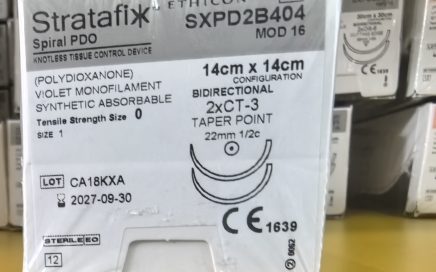 ETHICON
Stratafix
SXPD2B404
Spiral PDO
MOD 16
KNOTLESS TISSUE CONTROL DEVICE
14cm x 14cm
CONFIGURATION
(POLYDIOXANONE)
BIDIRECTIONAL
VIOLET MONOFILAMENT
2xCT-3
SYNTHETIC ABSORBABLE
TAPER POINT
Tensile Strength Size 0
22mm 1/2c
SIZE 1
LOT CA18KXA
2027-09-30
CE 1639
STERILE EO
12